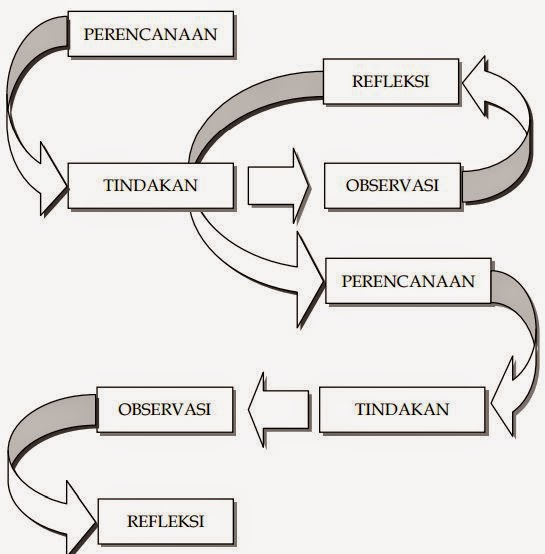 PERENCANAAN
REFLEKSI
TINDAKAN
OBSERVASI
PERENCANAAN
OBSERVASI
TINDAKAN
REFLEKSI